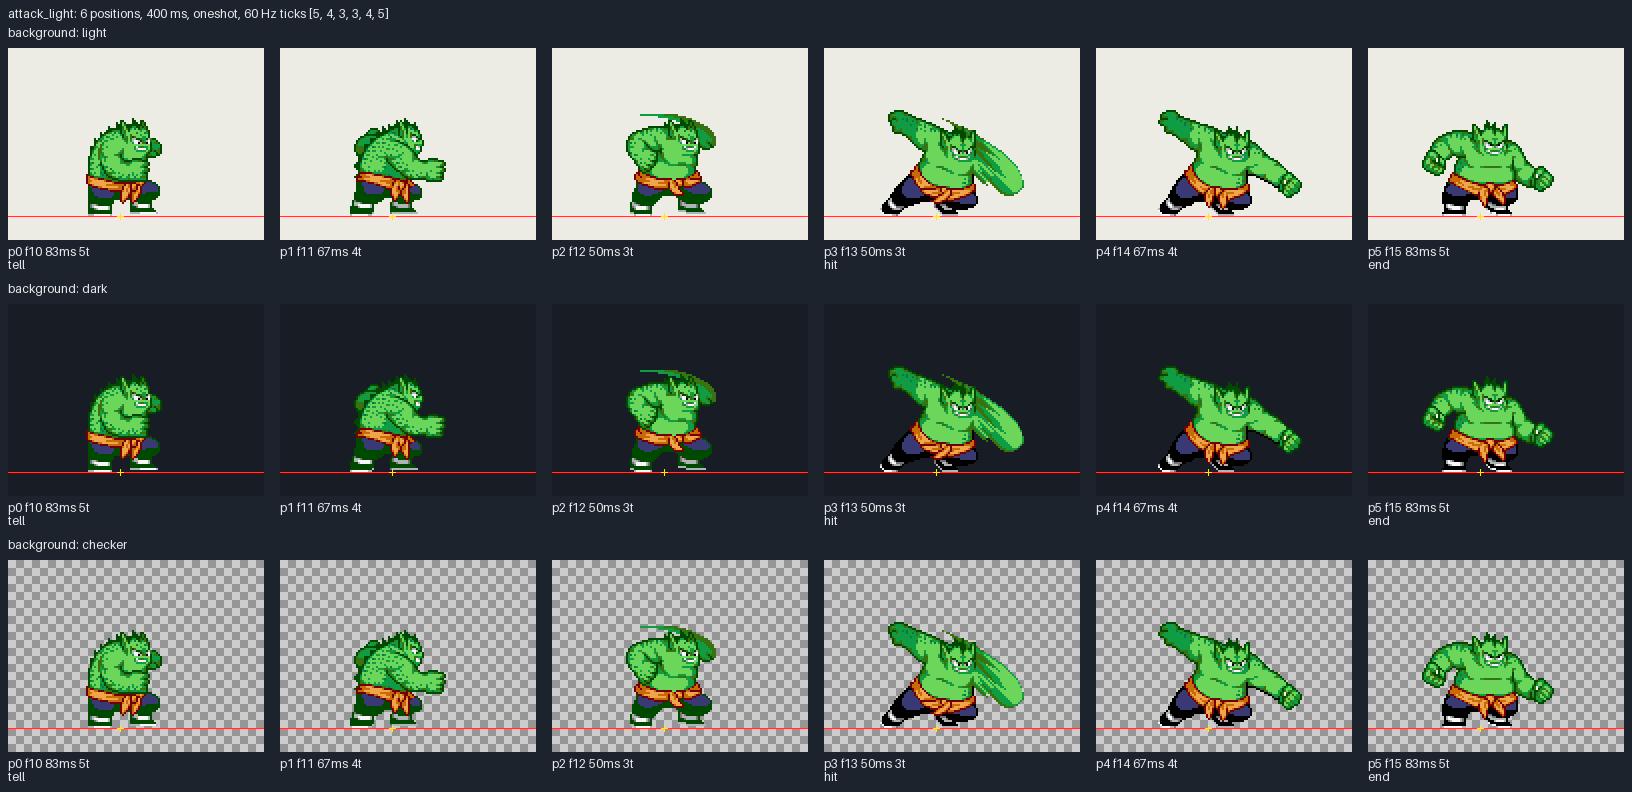 attack_light: 6 positions, 400 ms, oneshot, 60 Hz ticks [5, 4, 3, 3, 4, 5]
background: light
p0 f10 83ms 5t
tell
p1 f11 67ms 4t
p2 f12 50ms 3t
p3 f13 50ms 3t
hit
p4 f14 67ms 4t
p5 f15 83ms 5t
end
background: dark
p0 f10 83ms 5t
tell
p1 f11 67ms 4t
p2 f12 50ms 3t
p3 f13 50ms 3t
hit
p4 f14 67ms 4t
p5 f15 83ms 5t
end
background: checker
p0 f10 83ms 5t
tell
p1 f11 67ms 4t
p2 f12 50ms 3t
p3 f13 50ms 3t
hit
p4 f14 67ms 4t
p5 f15 83ms 5t
end